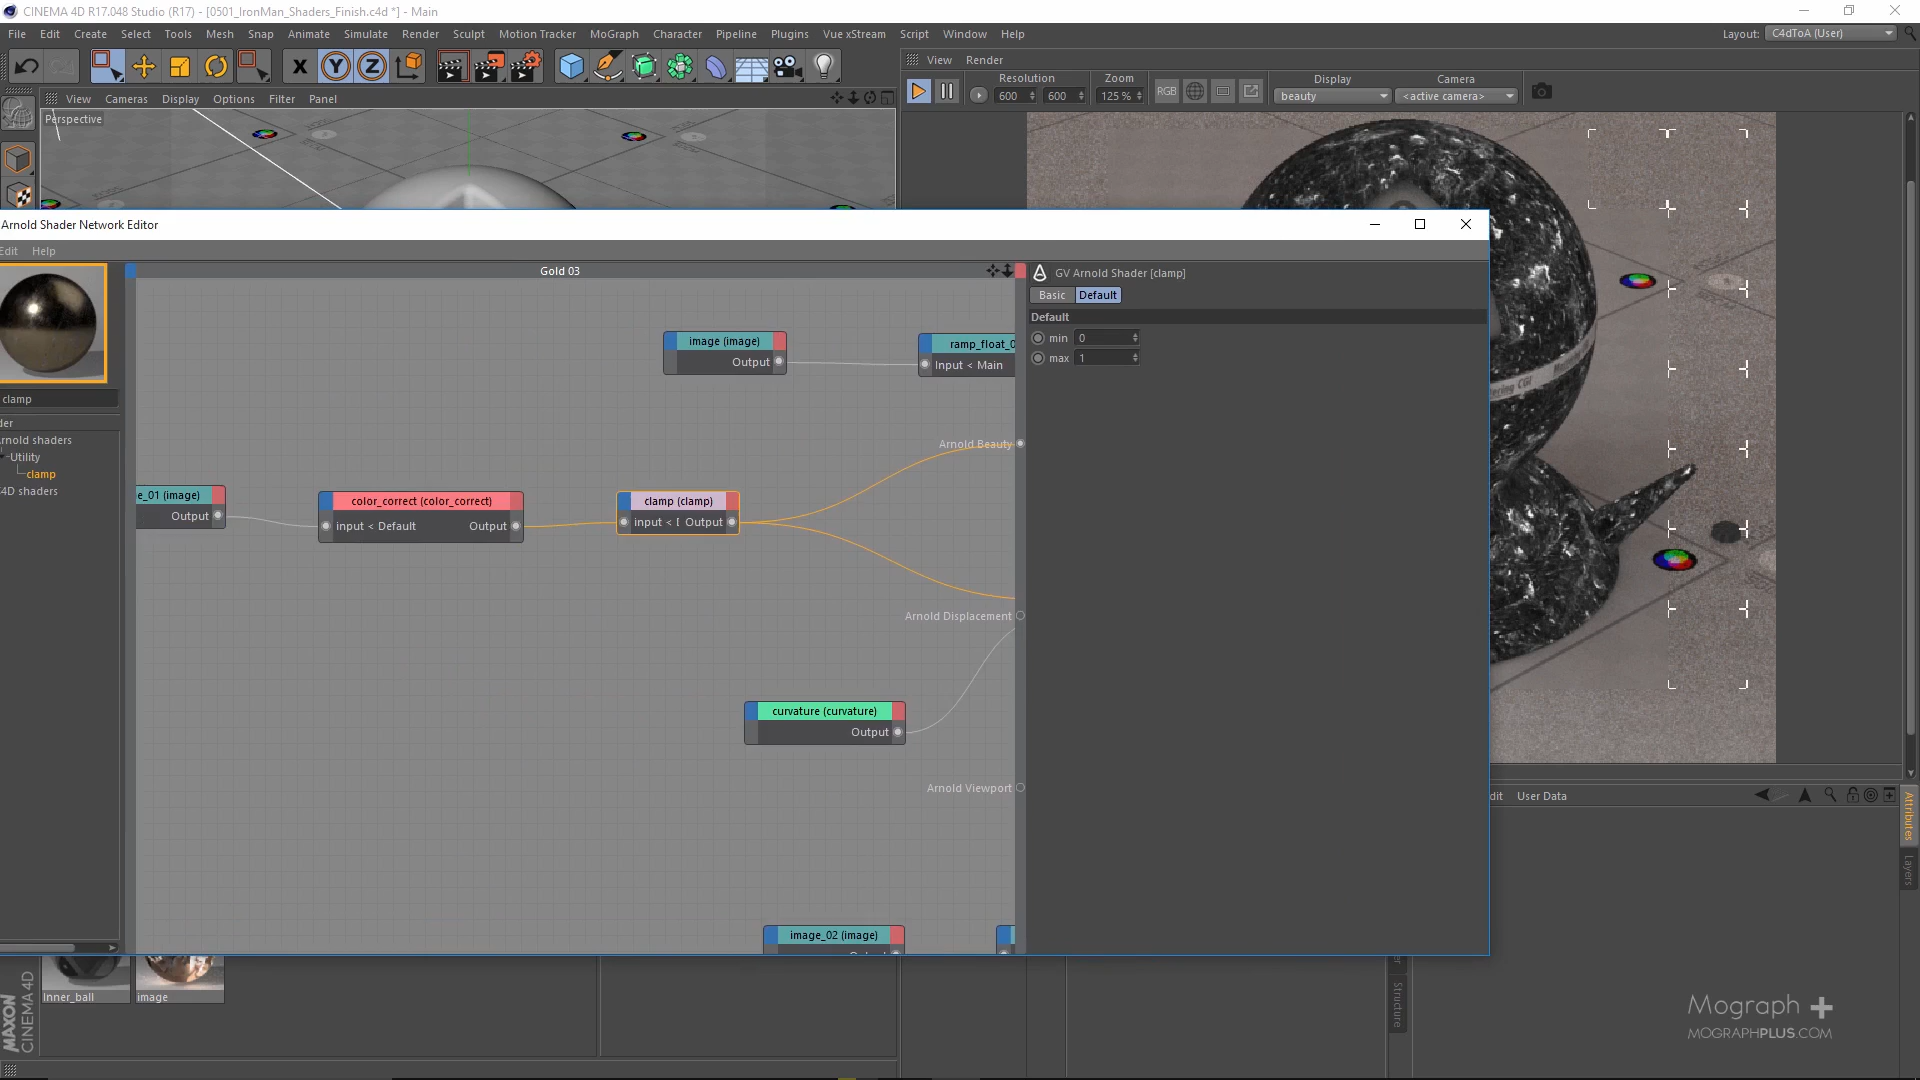 CINEMA 4D R17.048 Studio (R17) - [0501_IronMan_Shaders_Finish.c4d *] - Main
File Edit Create Select Tools Mesh Snap Animate Simulate Render Sculpt Motion Tracker MoGraph Character Pipeline Plugins Vue xStream Script Window Help
Layout: C4dToA (User)
X Y Z
View Render
Resolution Zoom Display Camera
600 600 125 % RGB beauty <active camera>
View Cameras Display Options Filter Panel
Perspective
Arnold Shader Network Editor
Edit Help
Gold 03
GV Arnold Shader [clamp]
Basic Default
Default
min 0
max 1
image (image)
Output
ramp_float_0
Input < Main
clamp
der
rnold shaders
Utility
clamp
4D shaders
Arnold Beauty
e_01 (image)
Output
color_correct (color_correct)
input < Default Output
clamp (clamp)
input < Output
Arnold Displacement
curvature (curvature)
Output
Arnold Viewport
image_02 (image)
dit User Data
Attributes
Layers
Structure
Inner_ball image
MAXON
CINEMA 4D
Mograph +
MOGRAPHPLUS.COM